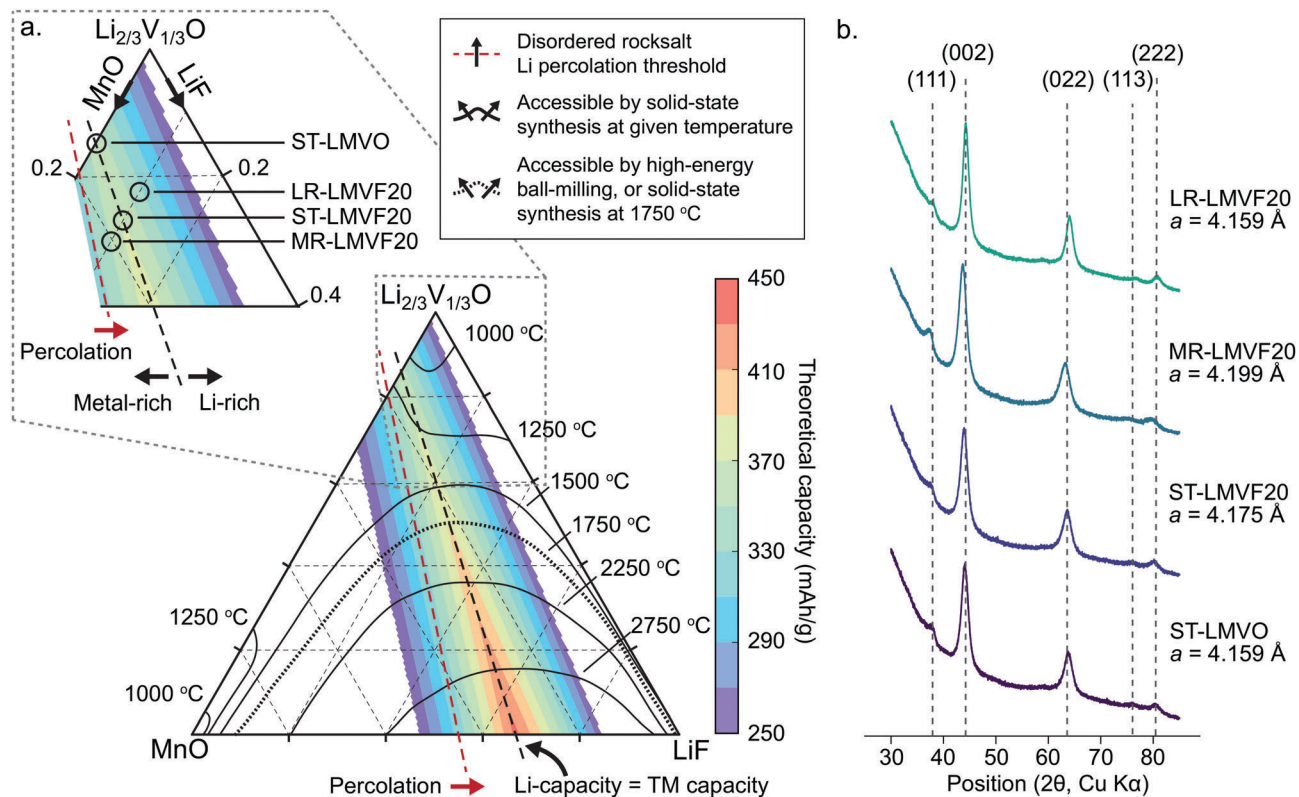 a.
Li2/3V1/3O
MnO
LiF
0.2
0.2
0.4
ST-LMVO
LR-LMVF20
ST-LMVF20
MR-LMVF20
Percolation
Metal-rich
Li-rich
Disordered rocksalt
Li percolation threshold
Accessible by solid-state
synthesis at given temperature
Accessible by high-energy
ball-milling, or solid-state
synthesis at 1750 °C
Li2/3V1/3O
1000 °C
1250 °C
1500 °C
1750 °C
2250 °C
2750 °C
1250 °C
1000 °C
MnO
LiF
Percolation
Li-capacity = TM capacity
450
410
370
330
290
250
Theoretical capacity (mAh/g)
b.
(111)
(002)
(022)
(113)
(222)
LR-LMVF20
a = 4.159 Å
MR-LMVF20
a = 4.199 Å
ST-LMVF20
a = 4.175 Å
ST-LMVO
a = 4.159 Å
30 40 50 60 70 80
Position (2θ, Cu Kα)